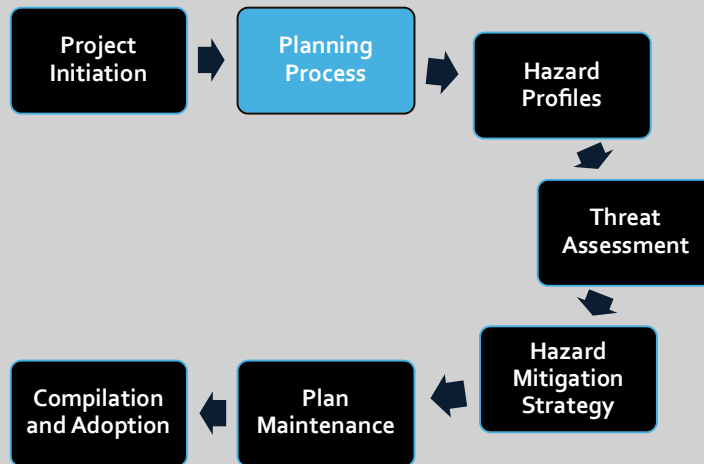 Project
Initiation
Planning
Process
Hazard
Profiles
Threat
Assessment
Hazard
Mitigation
Strategy
Plan
Maintenance
Compilation
and Adoption